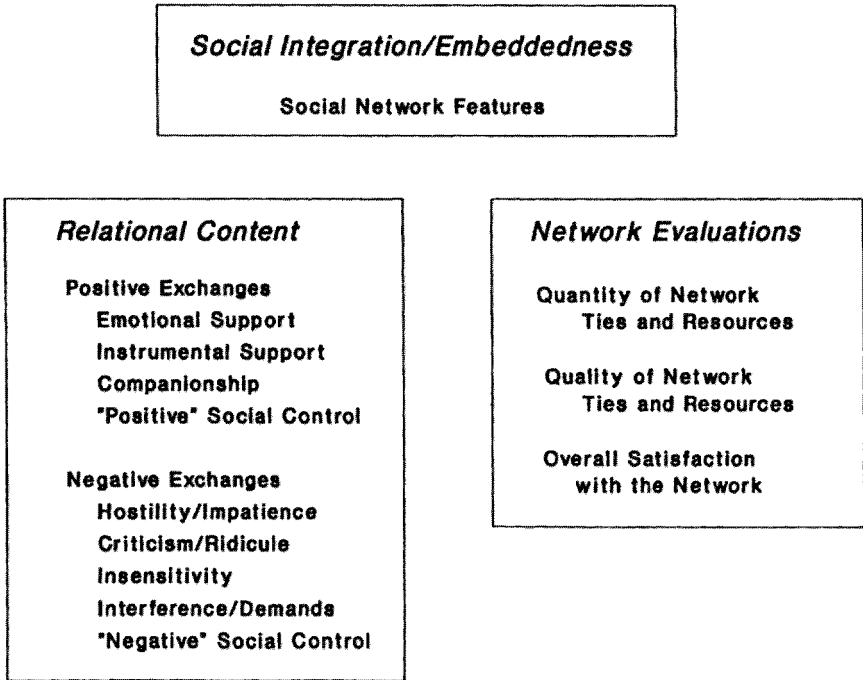 Social Integration/Embeddedness
Social Network Features
Relational Content
Positive Exchanges
Emotional Support
Instrumental Support
Companionship
"Positive" Social Control
Negative Exchanges
Hostility/Impatience
Criticism/Ridicule
Insensitivity
Interference/Demands
"Negative" Social Control
Network Evaluations
Quantity of Network
Ties and Resources
Quality of Network
Ties and Resources
Overall Satisfaction
with the Network